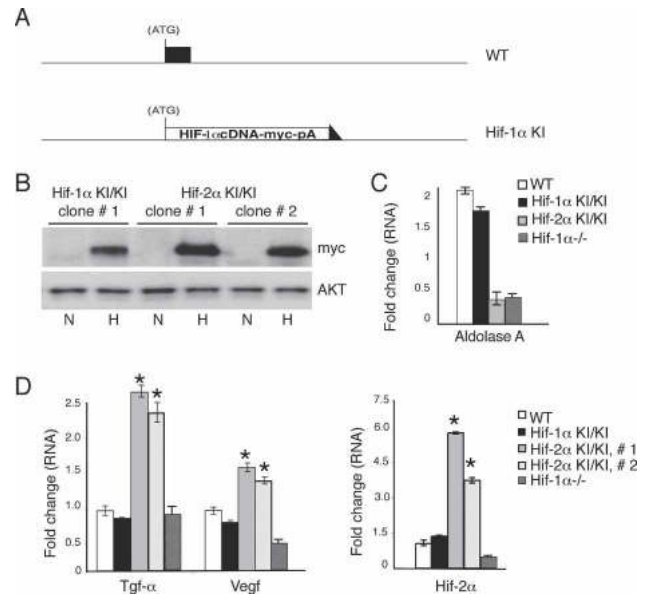 A
(ATG)
WT
(ATG)
HIF-1αcDNA-myc-pA
Hif-1α KI
B
Hif-1α KI/KI
clone # 1
Hif-2α KI/KI
clone # 1
clone # 2
myc
AKT
N H N H N H
C
WT
Hif-1α KI/KI
Hif-2α KI/KI
Hif-1α-/-
Fold change (RNA)
2
1.5
1
0.5
0
Aldolase A
D
Fold change (RNA)
2.5
2.0
1.5
1.0
0.5
0
* * * *
Tgf-α Vegf
Fold change (RNA)
7.5
6.0
4.5
3.0
1.5
0
* *
Hif-2α
WT
Hif-1α KI/KI
Hif-2α KI/KI, # 1
Hif-2α KI/KI, # 2
Hif-1α-/-